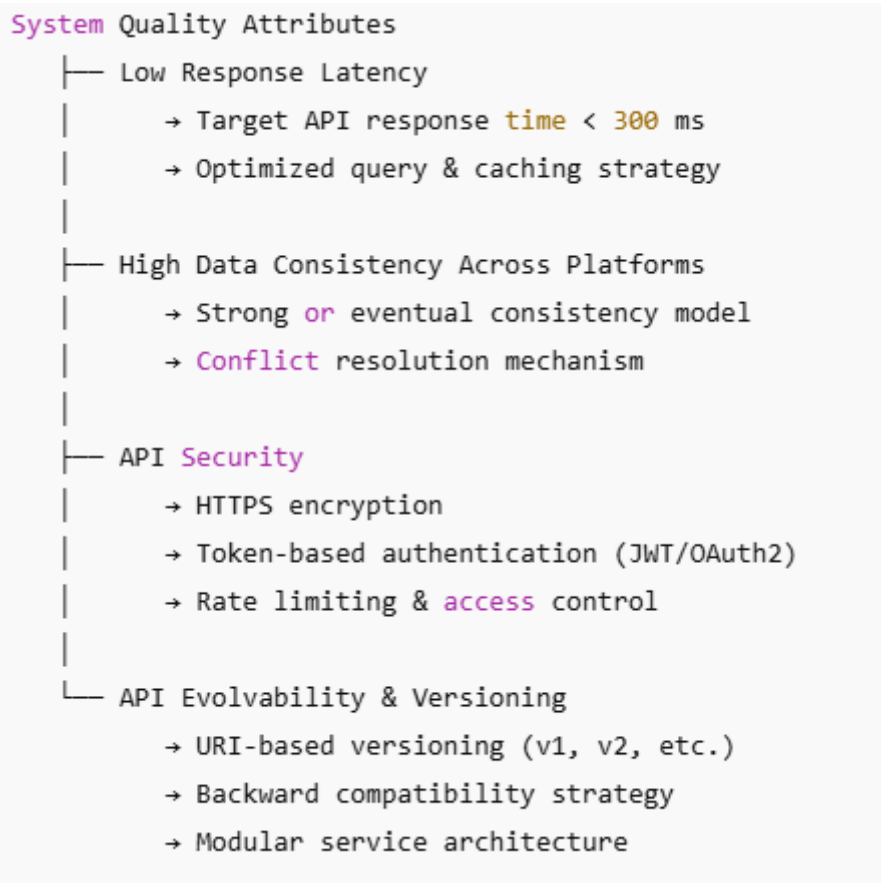 System Quality Attributes
├── Low Response Latency
│ → Target API response time < 300 ms
│ → Optimized query & caching strategy
│
├── High Data Consistency Across Platforms
│ → Strong or eventual consistency model
│ → Conflict resolution mechanism
│
├── API Security
│ → HTTPS encryption
│ → Token-based authentication (JWT/OAuth2)
│ → Rate limiting & access control
│
└── API Evolvability & Versioning
→ URI-based versioning (v1, v2, etc.)
→ Backward compatibility strategy
→ Modular service architecture